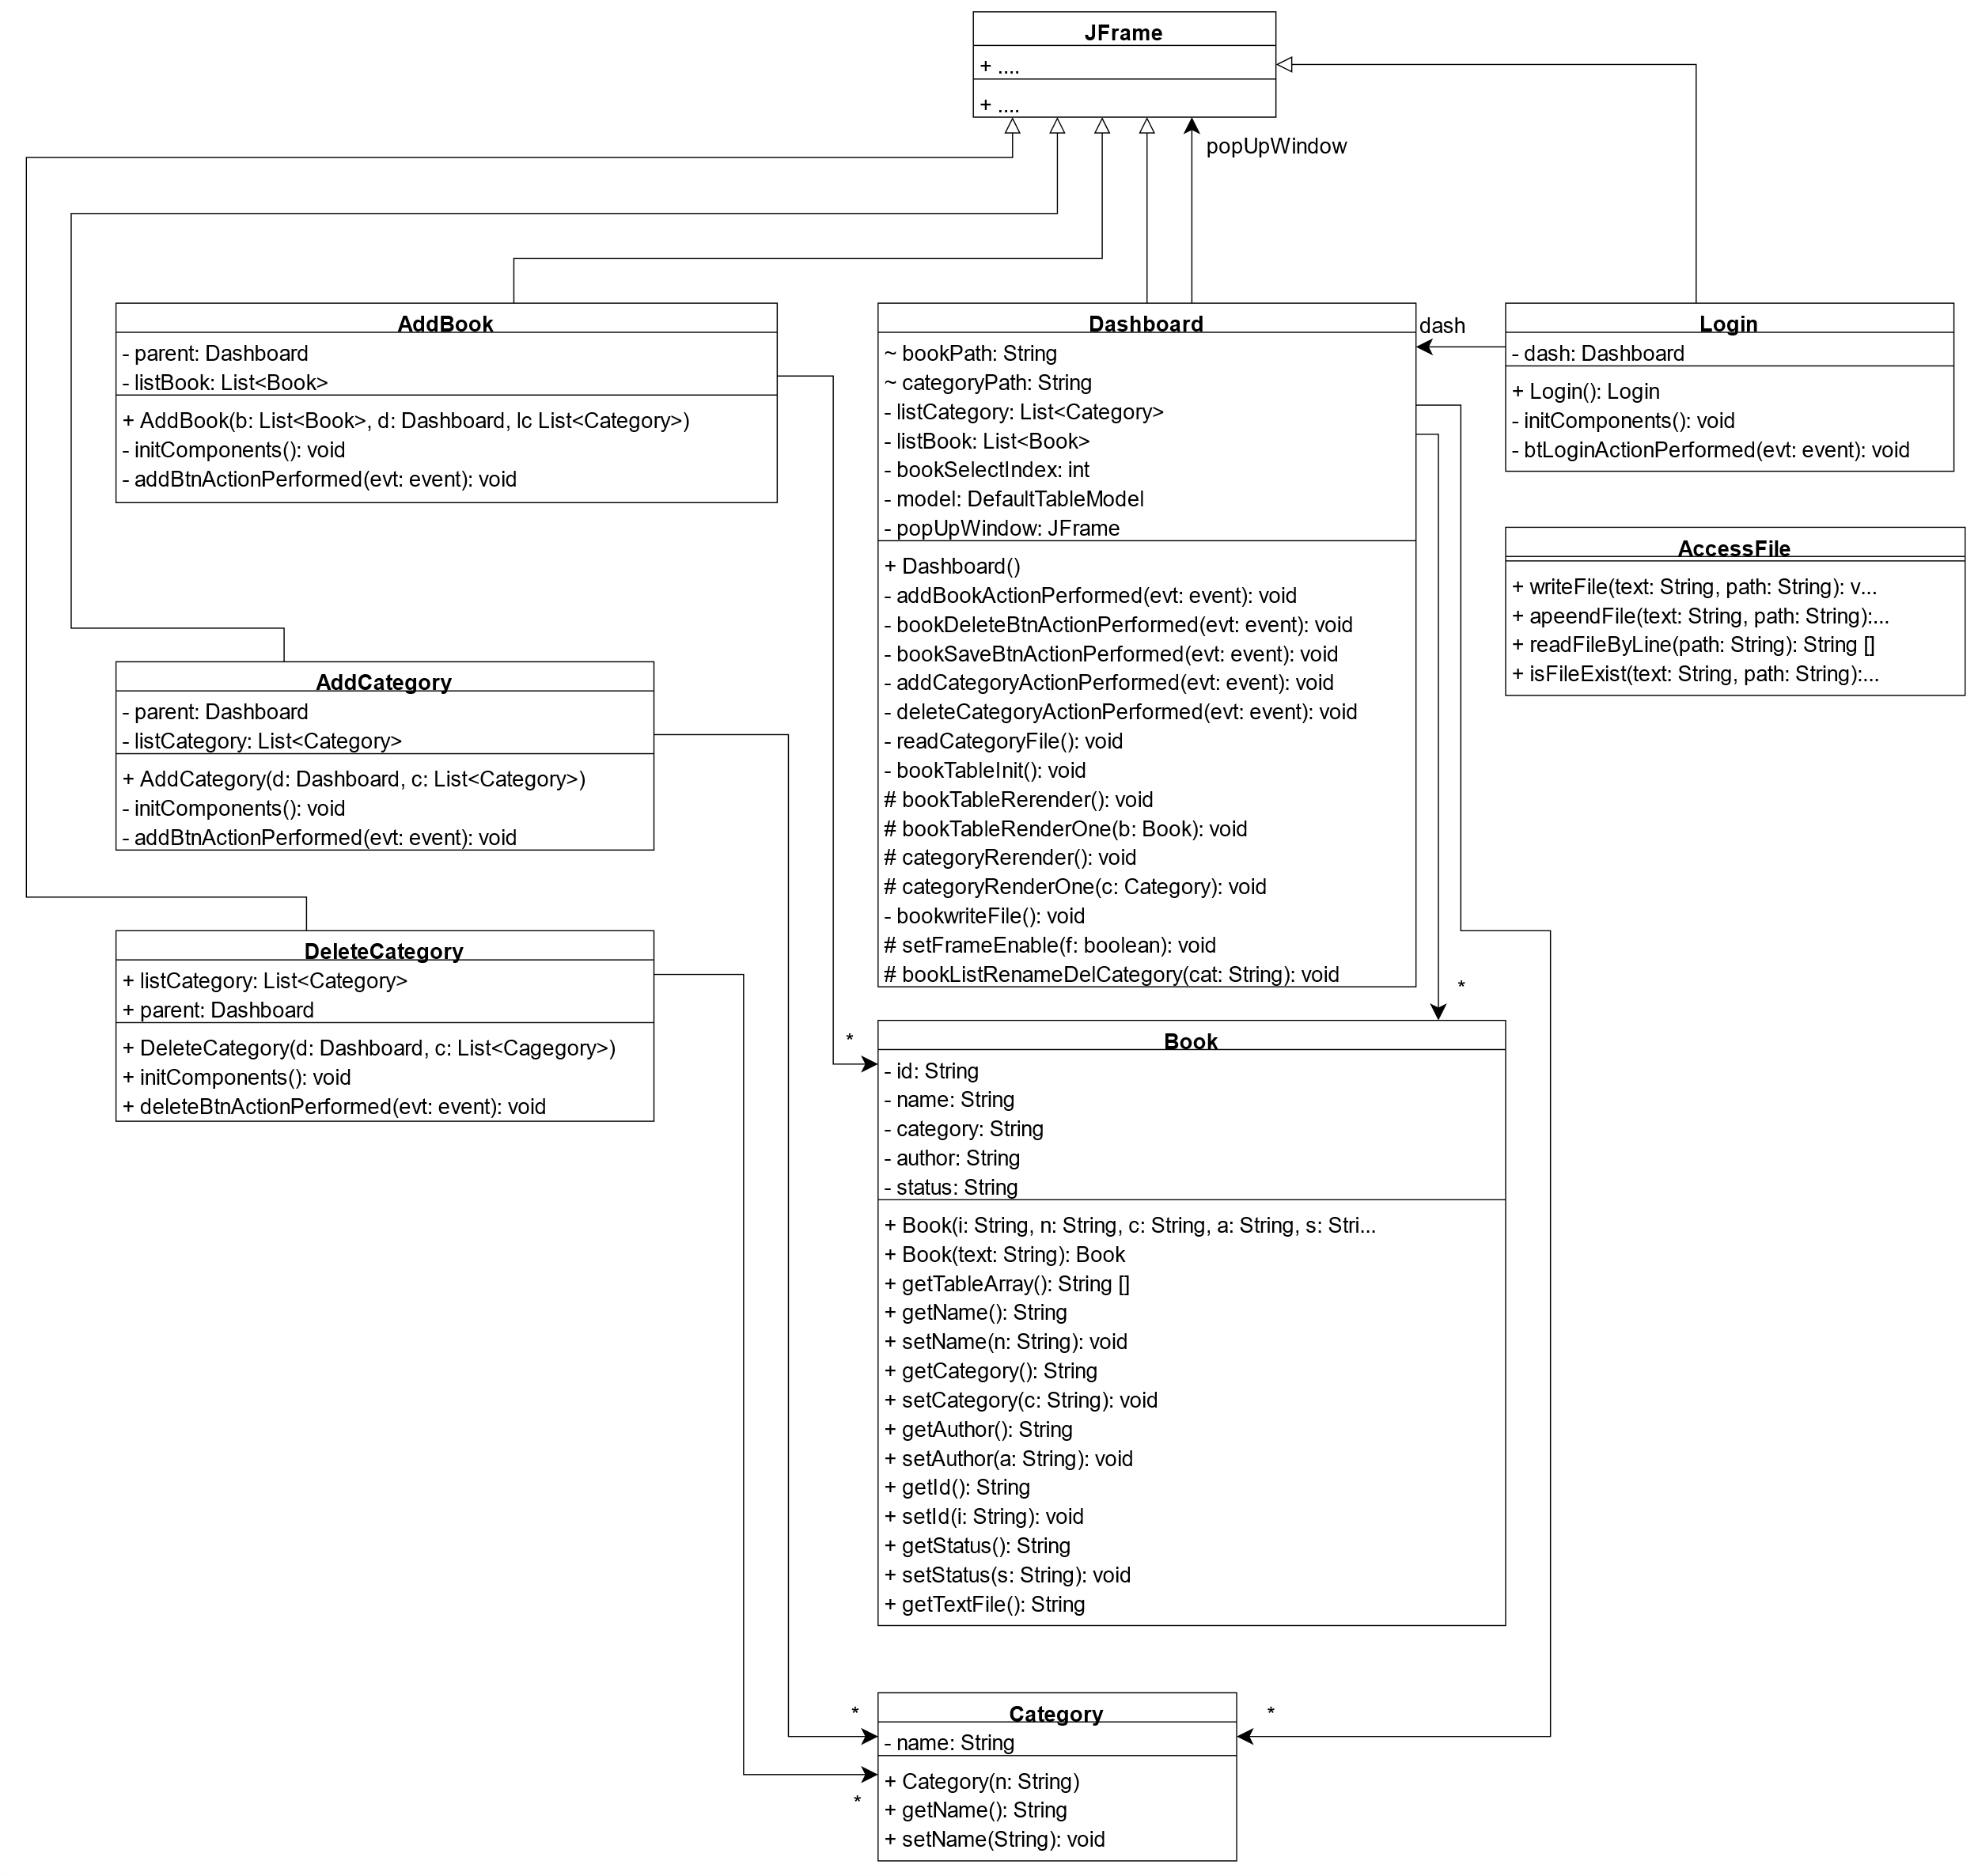 JFrame
+ ....
+ ....
popUpWindow
AddBook
- parent: Dashboard
- listBook: List<Book>
+ AddBook(b: List<Book>, d: Dashboard, lc List<Category>)
- initComponents(): void
- addBtnActionPerformed(evt: event): void
Dashboard
~ bookPath: String
~ categoryPath: String
- listCategory: List<Category>
- listBook: List<Book>
- bookSelectIndex: int
- model: DefaultTableModel
- popUpWindow: JFrame
+ Dashboard()
- addBookActionPerformed(evt: event): void
- bookDeleteBtnActionPerformed(evt: event): void
- bookSaveBtnActionPerformed(evt: event): void
- addCategoryActionPerformed(evt: event): void
- deleteCategoryActionPerformed(evt: event): void
- readCategoryFile(): void
- bookTableInit(): void
# bookTableRerender(): void
# bookTableRenderOne(b: Book): void
# categoryRerender(): void
# categoryRenderOne(c: Category): void
- bookwriteFile(): void
# setFrameEnable(f: boolean): void
# bookListRenameDelCategory(cat: String): void
dash
Login
- dash: Dashboard
+ Login(): Login
- initComponents(): void
- btLoginActionPerformed(evt: event): void
AccessFile
+ writeFile(text: String, path: String): v...
+ apeendFile(text: String, path: String):...
+ readFileByLine(path: String): String []
+ isFileExist(text: String, path: String):...
AddCategory
- parent: Dashboard
- listCategory: List<Category>
+ AddCategory(d: Dashboard, c: List<Category>)
- initComponents(): void
- addBtnActionPerformed(evt: event): void
DeleteCategory
+ listCategory: List<Category>
+ parent: Dashboard
+ DeleteCategory(d: Dashboard, c: List<Cagegory>)
+ initComponents(): void
+ deleteBtnActionPerformed(evt: event): void
*
*
Book
- id: String
- name: String
- category: String
- author: String
- status: String
+ Book(i: String, n: String, c: String, a: String, s: Stri...
+ Book(text: String): Book
+ getTableArray(): String []
+ getName(): String
+ setName(n: String): void
+ getCategory(): String
+ setCategory(c: String): void
+ getAuthor(): String
+ setAuthor(a: String): void
+ getId(): String
+ setId(i: String): void
+ getStatus(): String
+ setStatus(s: String): void
+ getTextFile(): String
*
*
*
Category
- name: String
+ Category(n: String)
+ getName(): String
+ setName(String): void